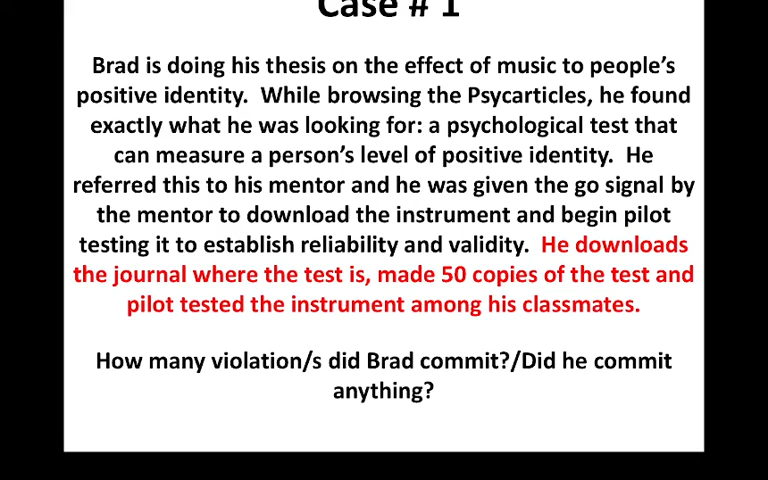 Case # 1
Brad is doing his thesis on the effect of music to people's
positive identity. While browsing the Psycarticles, he found
exactly what he was looking for: a psychological test that
can measure a person's level of positive identity. He
referred this to his mentor and he was given the go signal by
the mentor to download the instrument and begin pilot
testing it to establish reliability and validity. He downloads
the journal where the test is, made 50 copies of the test and
pilot tested the instrument among his classmates.
How many violation/s did Brad commit?/Did he commit
anything?